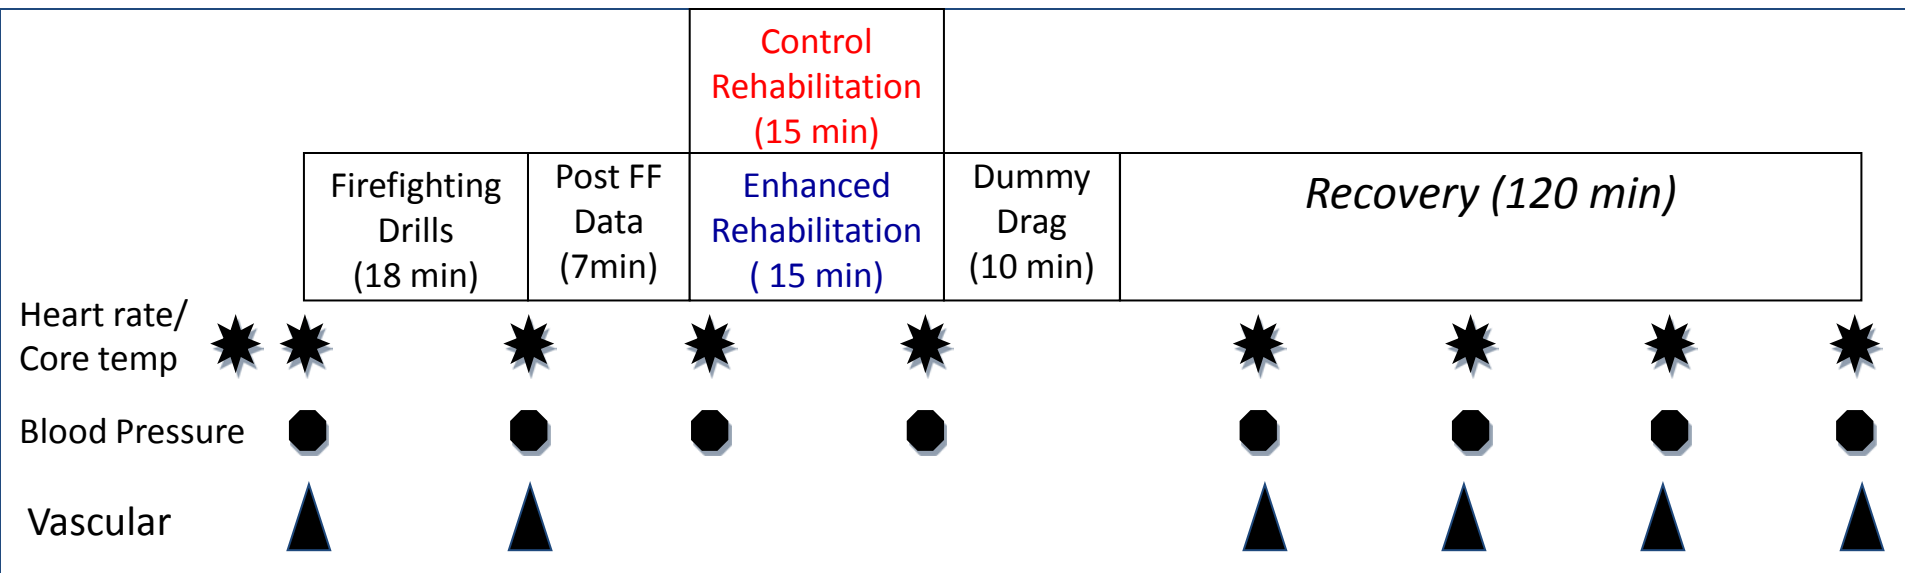 Control
Rehabilitation
(15 min)
Firefighting
Drills
(18 min)
Post FF
Data
(7min)
Enhanced
Rehabilitation
( 15 min)
Dummy
Drag
(10 min)
Recovery (120 min)
Heart rate/
Core temp
Blood Pressure
Vascular